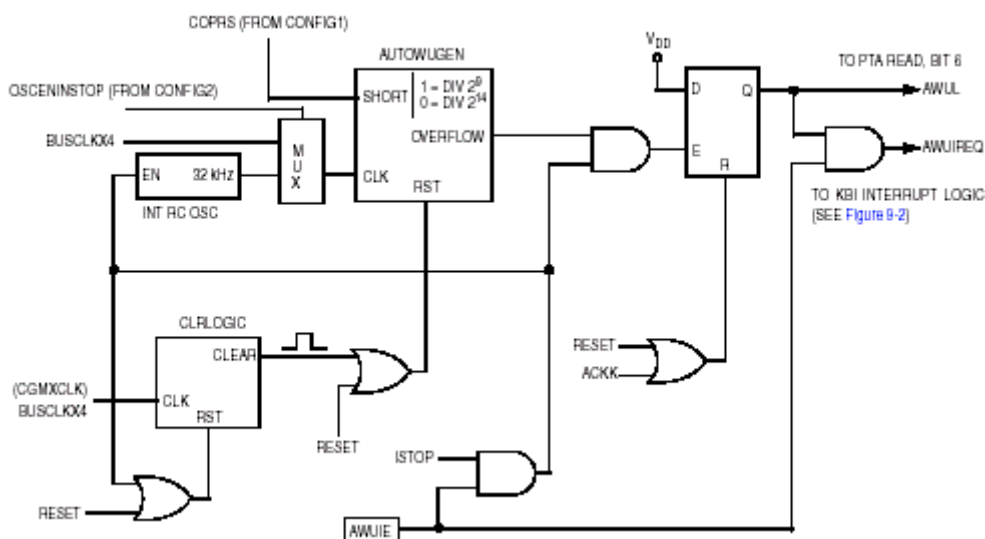 COPRS (FROM CONFIG1)
AUTOWUGEN
VDD
TO PTA READ, BIT 6
SHORT
1 = DIV 2^9
0 = DIV 2^14
D
Q
AWUL
OSCENINSTOP (FROM CONFIG2)
OVERFLOW
BUSCLKX4
MUX
E
AWUIREQ
EN
32 kHz
CLK
RST
R
INT RC OSC
TO KBI INTERRUPT LOGIC
(SEE Figure 9-2)
CLRLOGIC
CLEAR
RESET
ACKK
(CGMXCLK)
BUSCLKX4
CLK
RST
RESET
ISTOP
RESET
AWUIE